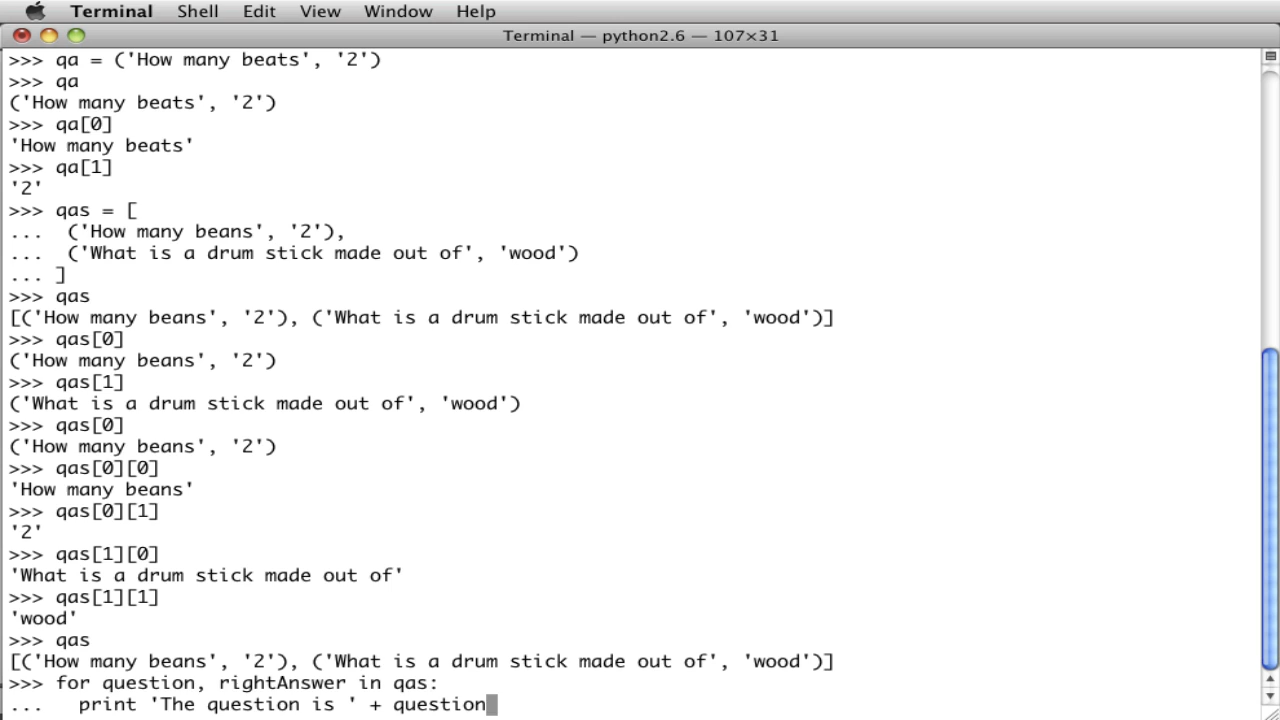 Terminal Shell Edit View Window Help
Terminal — python2.6 — 107×31
>>> qa = ('How many beats', '2')
>>> qa
('How many beats', '2')
>>> qa[0]
'How many beats'
>>> qa[1]
'2'
>>> qas = [
...  ('How many beans', '2'),
...  ('What is a drum stick made out of', 'wood')
... ]
>>> qas
[('How many beans', '2'), ('What is a drum stick made out of', 'wood')]
>>> qas[0]
('How many beans', '2')
>>> qas[1]
('What is a drum stick made out of', 'wood')
>>> qas[0]
('How many beans', '2')
>>> qas[0][0]
'How many beans'
>>> qas[0][1]
'2'
>>> qas[1][0]
'What is a drum stick made out of'
>>> qas[1][1]
'wood'
>>> qas
[('How many beans', '2'), ('What is a drum stick made out of', 'wood')]
>>> for question, rightAnswer in qas:
...   print 'The question is ' + question